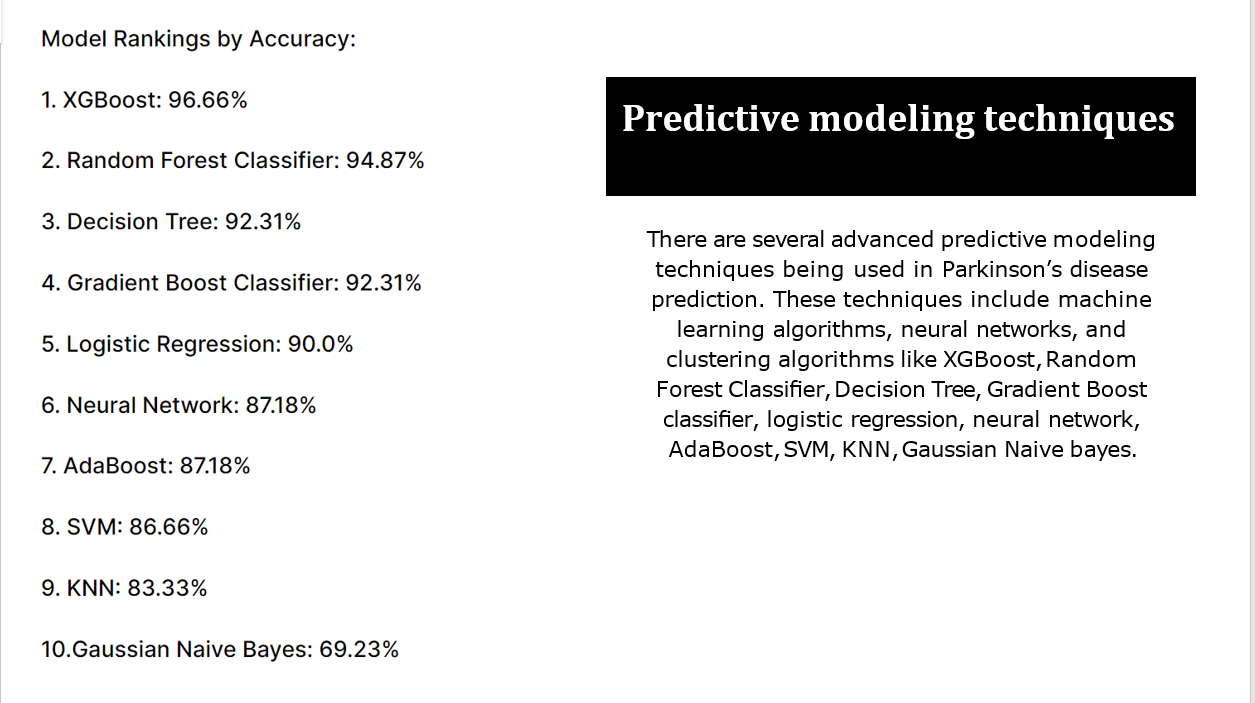 Model Rankings by Accuracy:
1. XGBoost: 96.66%
2. Random Forest Classifier: 94.87%
3. Decision Tree: 92.31%
4. Gradient Boost Classifier: 92.31%
5. Logistic Regression: 90.0%
6. Neural Network: 87.18%
7. AdaBoost: 87.18%
8. SVM: 86.66%
9. KNN: 83.33%
10.Gaussian Naive Bayes: 69.23%
Predictive modeling techniques
There are several advanced predictive modeling
techniques being used in Parkinson’s disease
prediction. These techniques include machine
learning algorithms, neural networks, and
clustering algorithms like XGBoost, Random
Forest Classifier, Decision Tree, Gradient Boost
classifier, logistic regression, neural network,
AdaBoost, SVM, KNN, Gaussian Naive bayes.